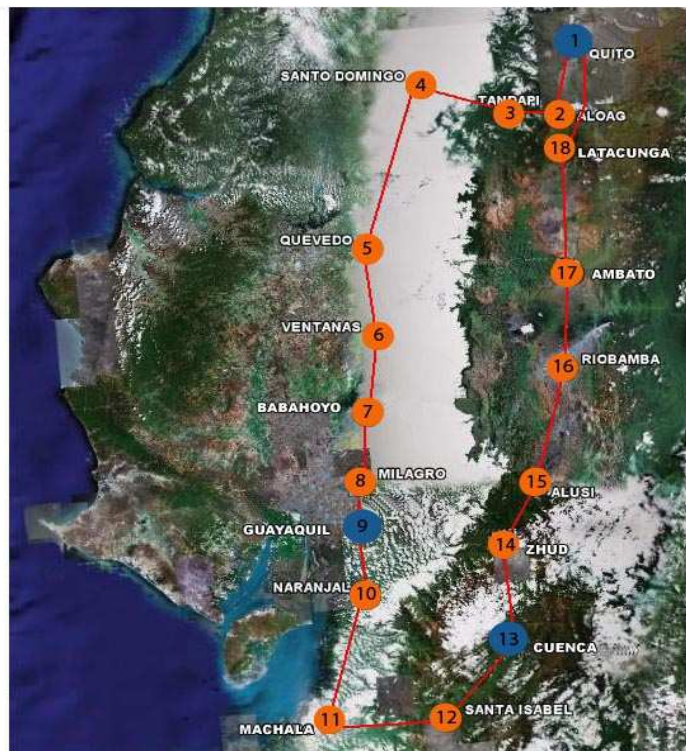 1
QUITO
SANTO DOMINGO
4
TANDAPI
3
2
ALOAG
18
LATACUNGA
QUEVEDO
5
17
AMBATO
VENTANAS
6
16
RIOBAMBA
BABAHOYO
7
8
MILAGRO
15
ALUSI
GUAYAQUIL
9
14
ZHUD
NARANJAL
10
13
CUENCA
MACHALA
11
12
SANTA ISABEL